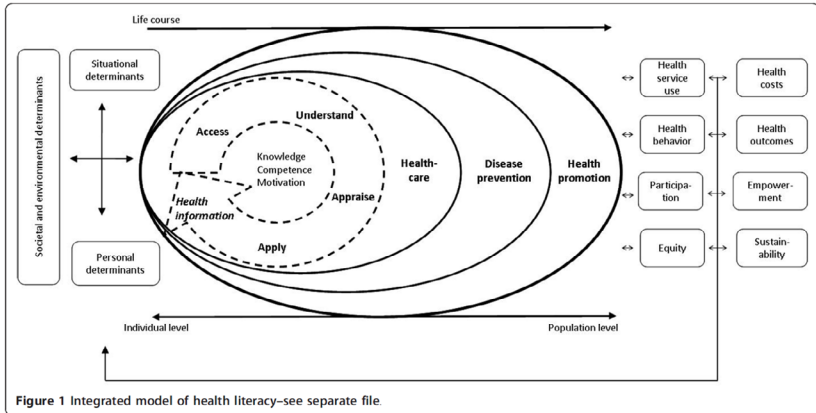 Life course
Societal and environmental determinants
Situational
determinants
Personal
determinants
Access
Understand
Knowledge
Competence
Motivation
Health
information
Appraise
Apply
Health-
care
Disease
prevention
Health
promotion
Health
service
use
Health
costs
Health
behavior
Health
outcomes
Participa-
tion
Empower-
ment
Equity
Sustain-
ability
Individual level
Population level
Figure 1 Integrated model of health literacy–see separate file.